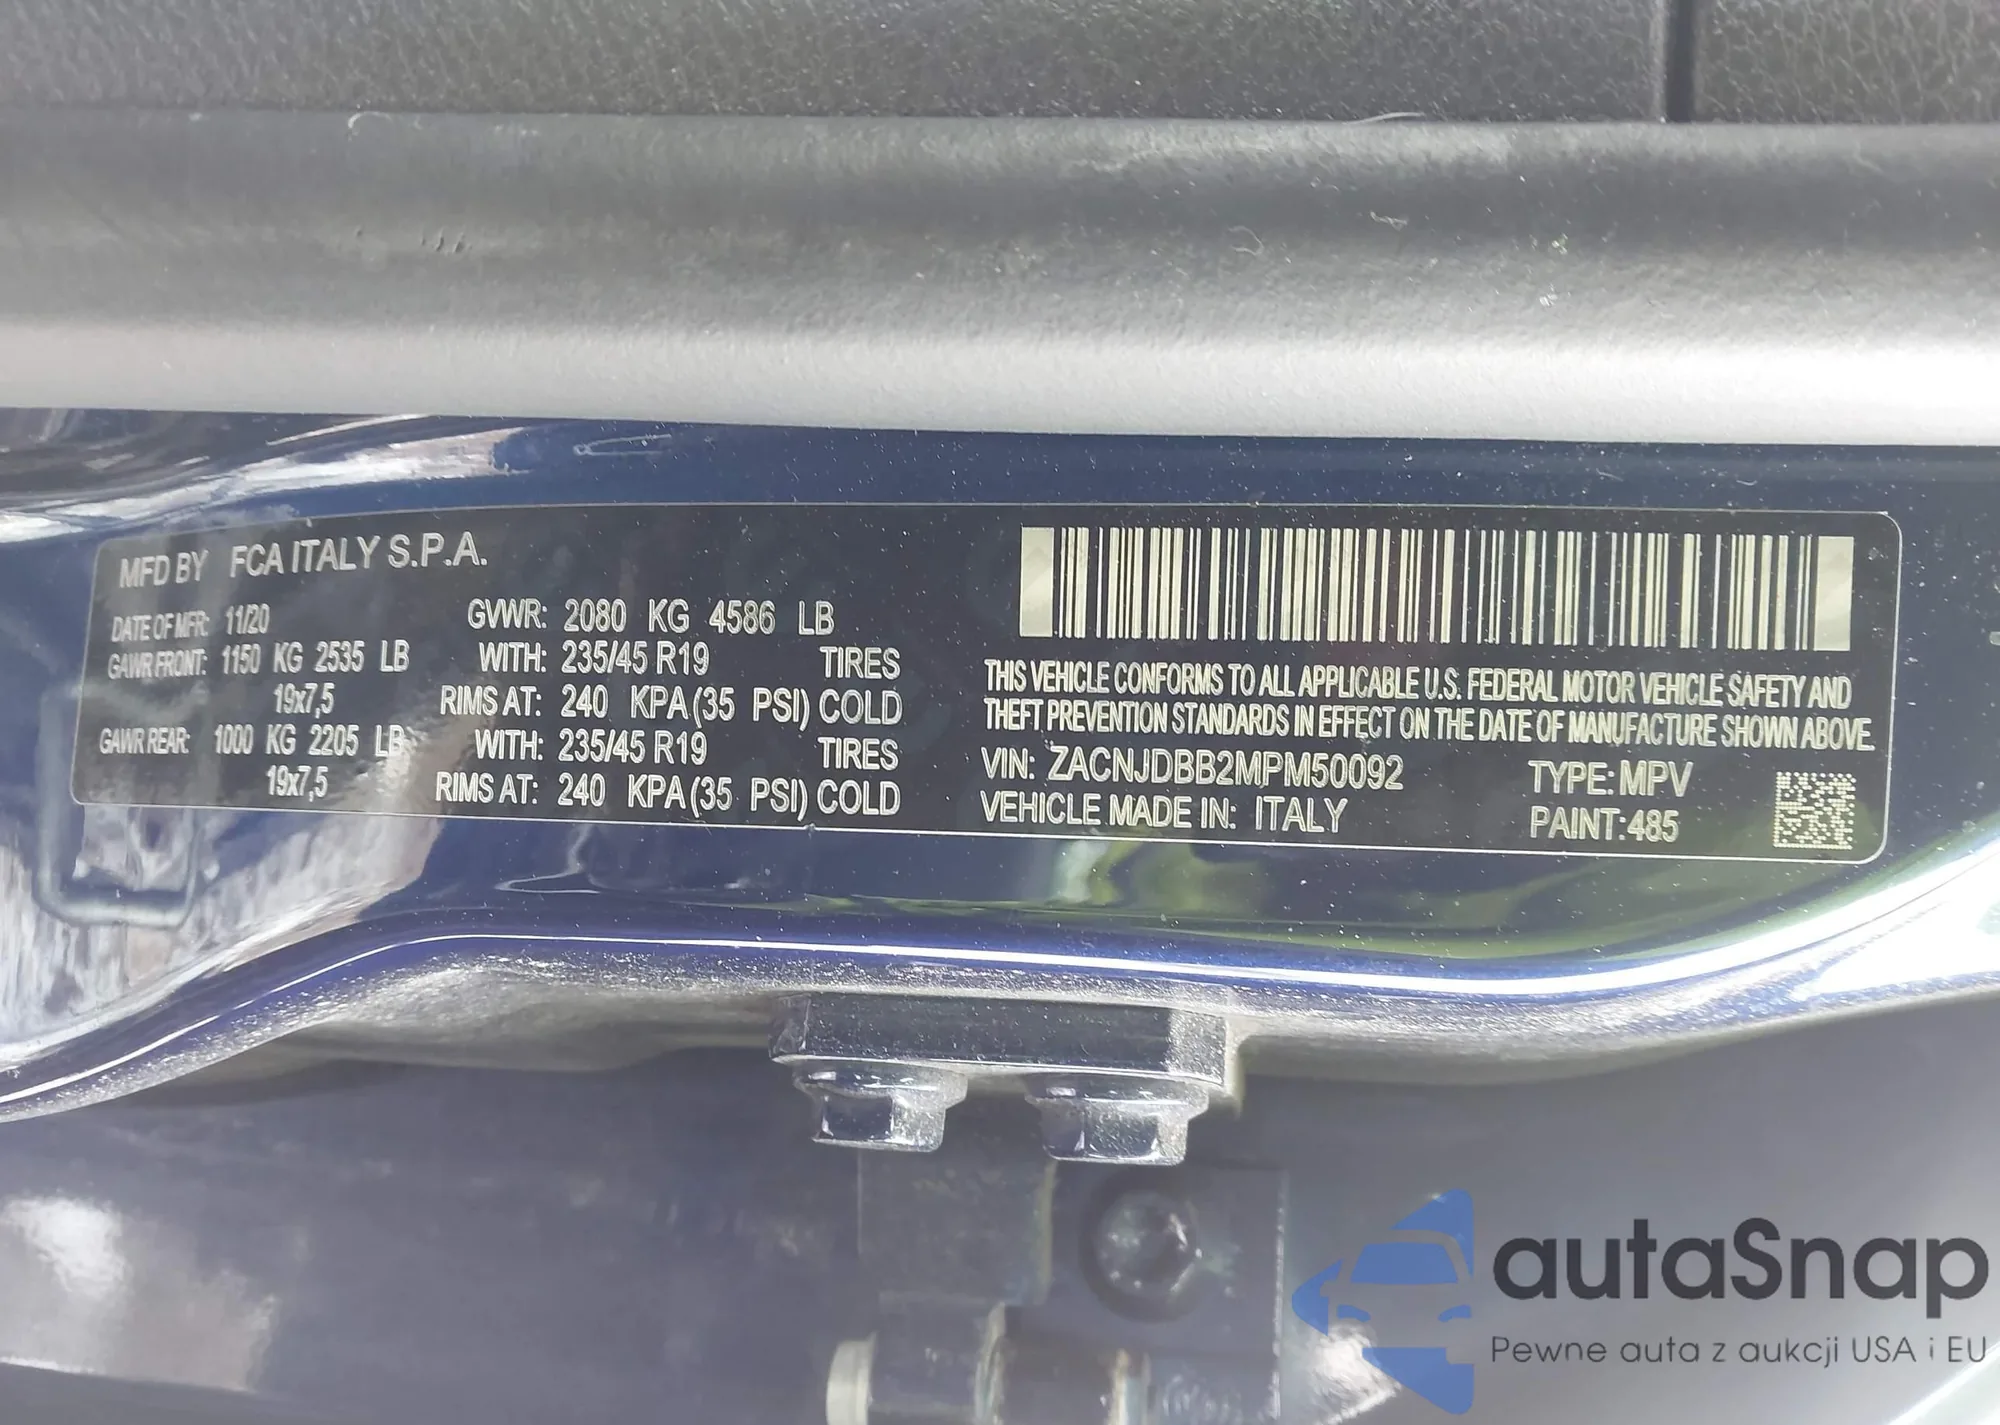 MFD BY FCA ITALY S.P.A.
DATE OF MFR: 11/20 GVWR: 2080 KG 4586 LB
GAWR FRONT: 1150 KG 2535 LB WITH: 235/45 R19 TIRES
19x7,5 RIMS AT: 240 KPA (35 PSI) COLD
GAWR REAR: 1000 KG 2205 LB WITH: 235/45 R19 TIRES
19x7,5 RIMS AT: 240 KPA (35 PSI) COLD
THIS VEHICLE CONFORMS TO ALL APPLICABLE U.S. FEDERAL MOTOR VEHICLE SAFETY AND
THEFT PREVENTION STANDARDS IN EFFECT ON THE DATE OF MANUFACTURE SHOWN ABOVE.
VIN: ZACNJDBB2MPM50092 TYPE: MPV
VEHICLE MADE IN: ITALY PAINT: 485
autaSnap
Pewne auta z aukcji USA i EU